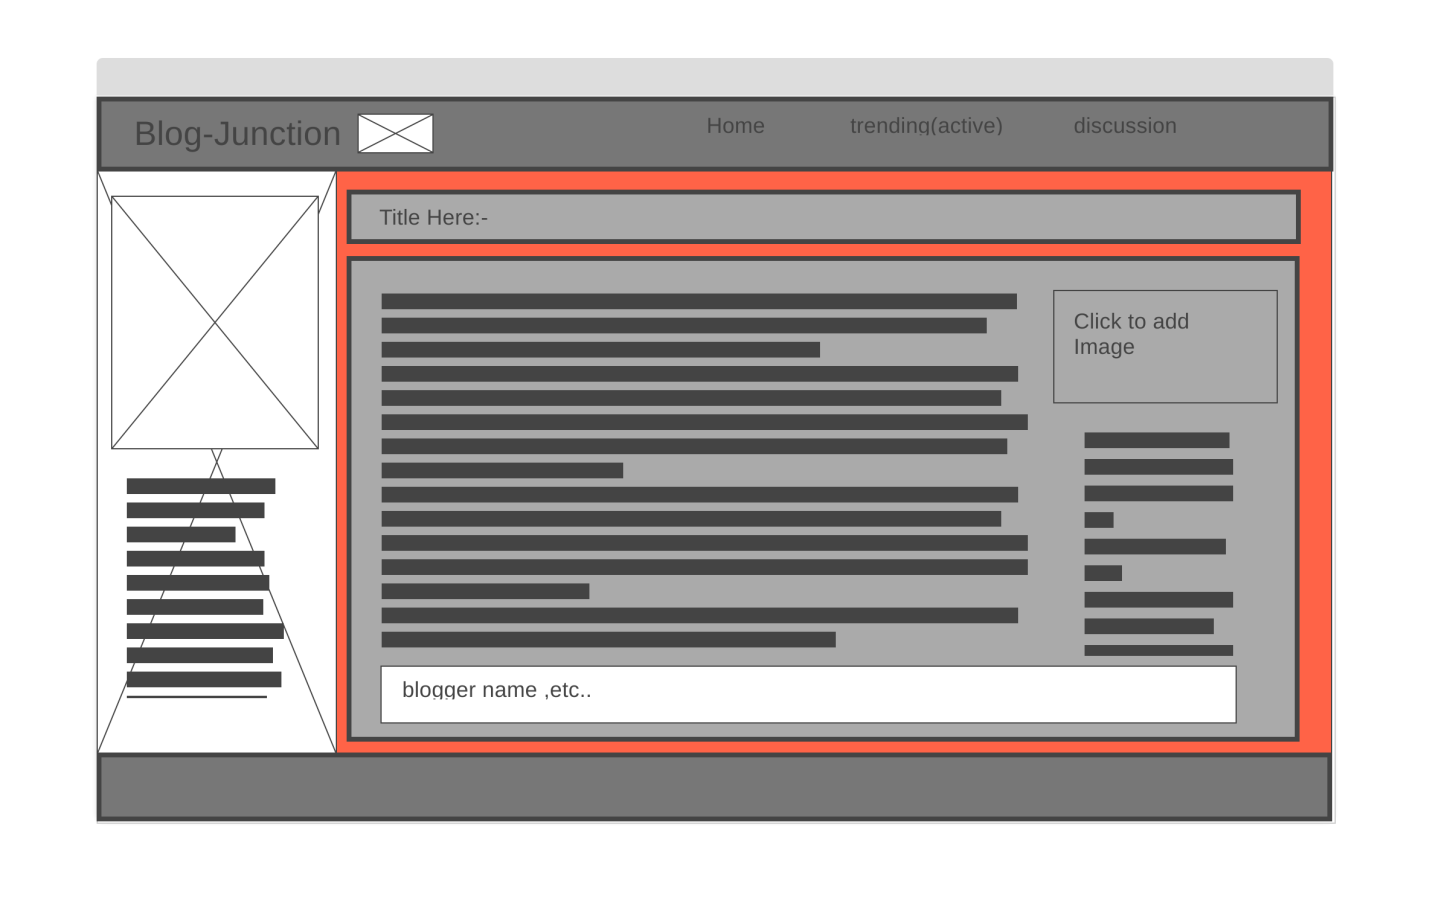 Blog-Junction
Home trending(active) discussion
Title Here:-
Click to add
Image
blogger name ,etc..